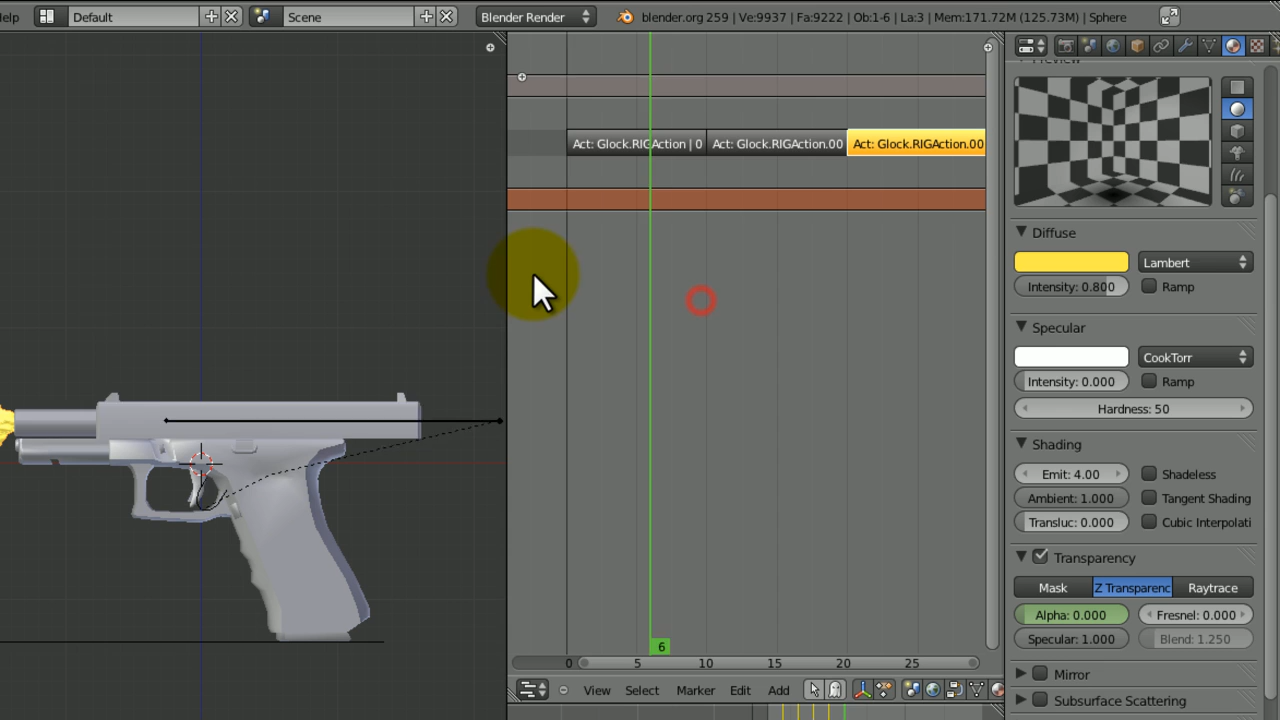 elp Default Scene Blender Render blender.org 259 | Ve:9937 | Fa:9222 | Ob:1-6 | La:3 | Mem:171.72M (125.73M) | Sphere
Preview
Act: Glock.RIGAction | 0 Act: Glock.RIGAction.00 Act: Glock.RIGAction.00
Diffuse
Lambert
Intensity: 0.800 Ramp
Specular
CookTorr
Intensity: 0.000 Ramp
Hardness: 50
Shading
Emit: 4.00 Shadeless
Ambient: 1.000 Tangent Shading
Transluc: 0.000 Cubic Interpolati
Transparency
Mask Z Transparenc Raytrace
Alpha: 0.000 Fresnel: 0.000
Specular: 1.000 Blend: 1.250
6
0 5 10 15 20 25
Mirror
View Select Marker Edit Add
Subsurface Scattering